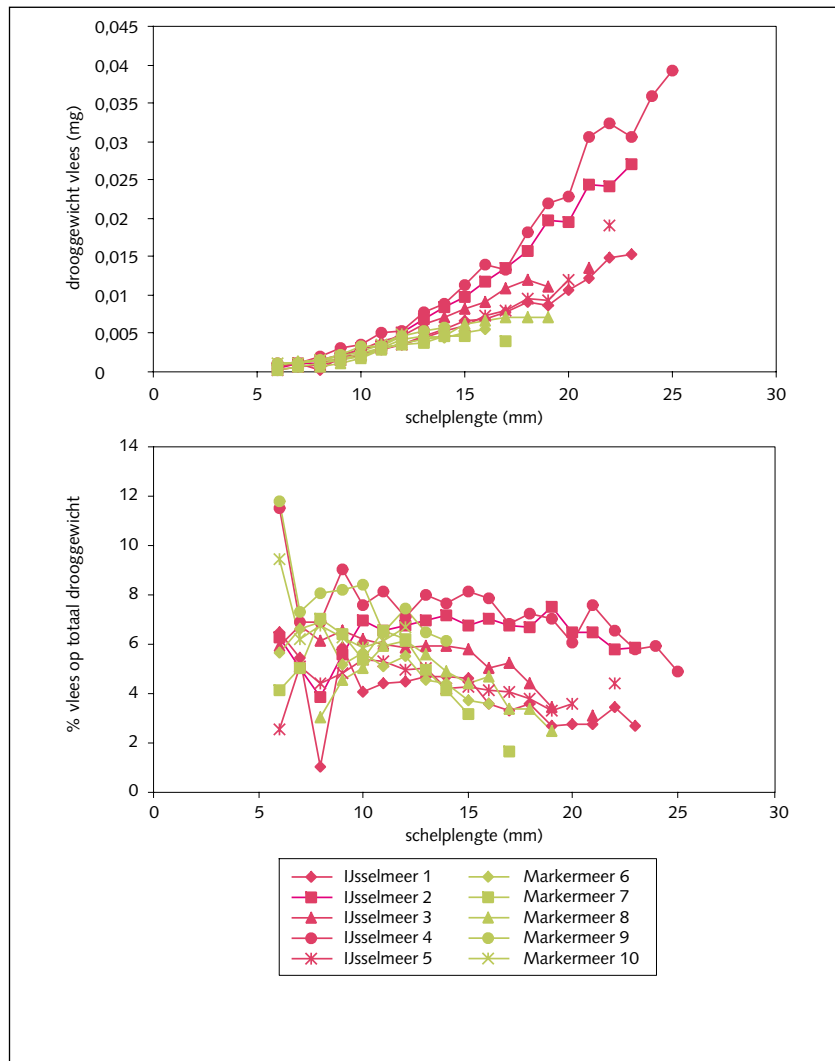 0,045
0,04
0,035
0,03
0,025
0,02
0,015
0,01
0,005
0
drooggewicht vlees (mg)
0 5 10 15 20 25 30
schelplengte (mm)
14
12
10
8
6
4
2
0
% vlees op totaal drooggewicht
0 5 10 15 20 25 30
schelplengte (mm)
IJsselmeer 1
IJsselmeer 2
IJsselmeer 3
IJsselmeer 4
IJsselmeer 5
Markermeer 6
Markermeer 7
Markermeer 8
Markermeer 9
Markermeer 10